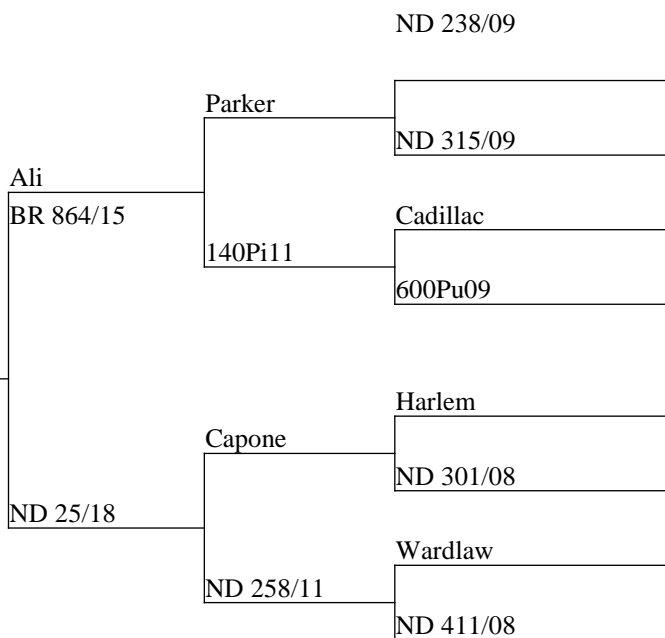 ND 238/09
Parker
ND 315/09
Ali
BR 864/15
Cadillac
140Pi11
600Pu09
Harlem
Capone
ND 301/08
ND 25/18
Wardlaw
ND 258/11
ND 411/08